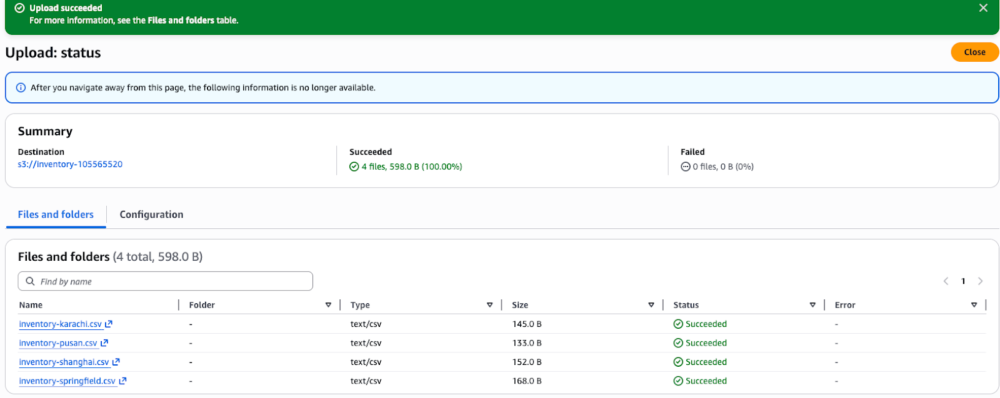 Upload succeeded
For more information, see the Files and folders table.
Upload: status
Close
After you navigate away from this page, the following information is no longer available.
Summary
Destination
s3://inventory-105565520
Succeeded
4 files, 598.0 B (100.00%)
Failed
0 files, 0 B (0%)
Files and folders Configuration
Files and folders (4 total, 598.0 B)
Find by name
1
Name Folder Type Size Status Error
inventory-karachi.csv - text/csv 145.0 B Succeeded -
inventory-pusan.csv - text/csv 133.0 B Succeeded -
inventory-shanghai.csv - text/csv 152.0 B Succeeded -
inventory-springfield.csv - text/csv 168.0 B Succeeded -